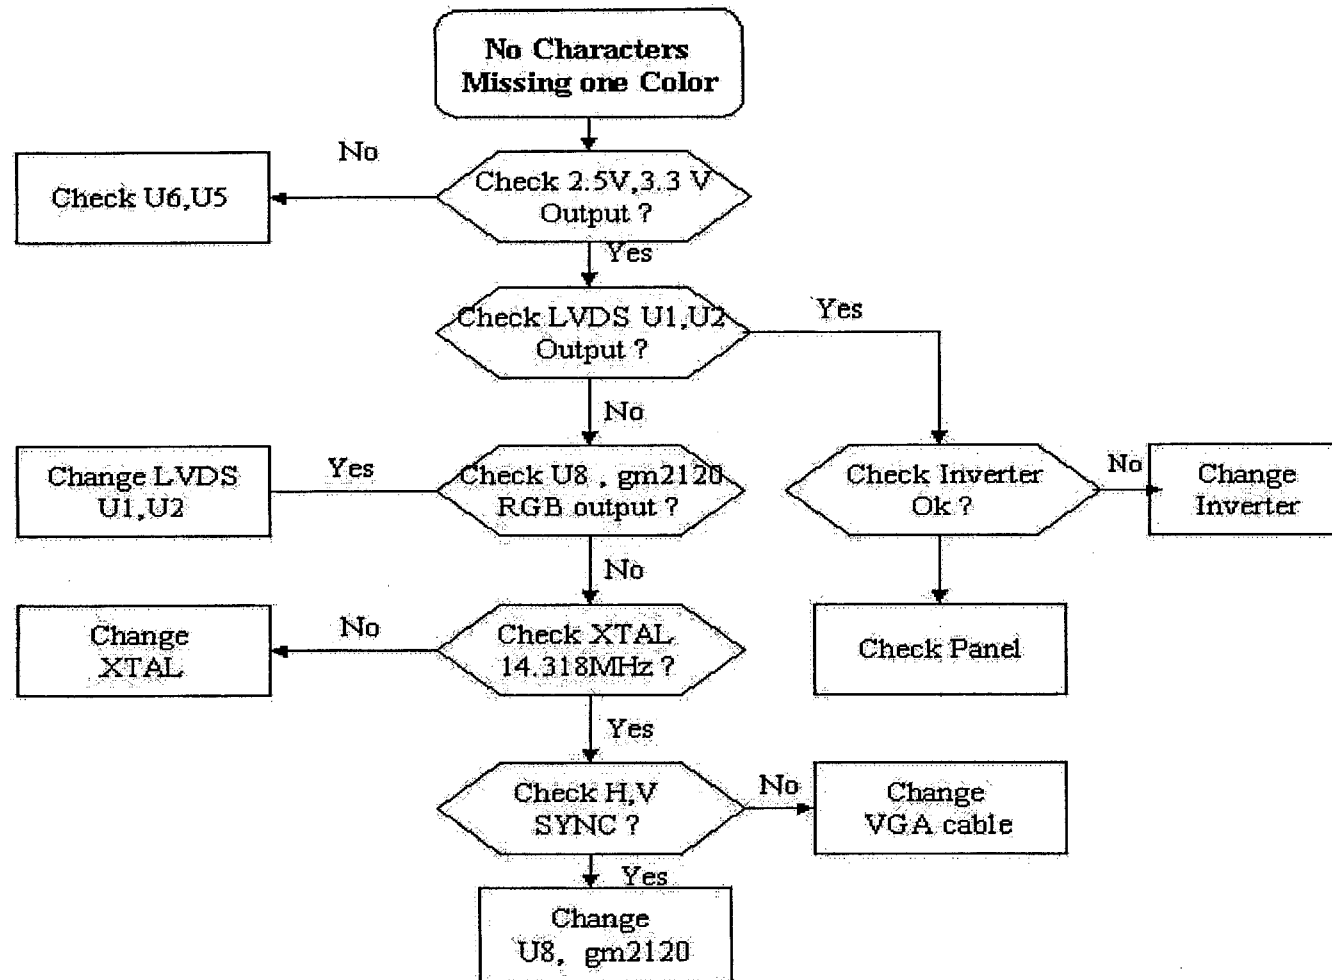 No Characters
Missing one Color
No
Check U6,U5
Check 2.5V,3.3 V
Output ?
Yes
Check LVDS U1,U2
Output ?
Yes
No
Change LVDS
U1,U2
Yes
Check U8 , gm2120
RGB output ?
Check Inverter
Ok ?
No
Change
Inverter
No
Change
XTAL
No
Check XTAL
14.318MHz ?
Check Panel
Yes
Check H,V
SYNC ?
No
Change
VGA cable
Yes
Change
U8, gm2120